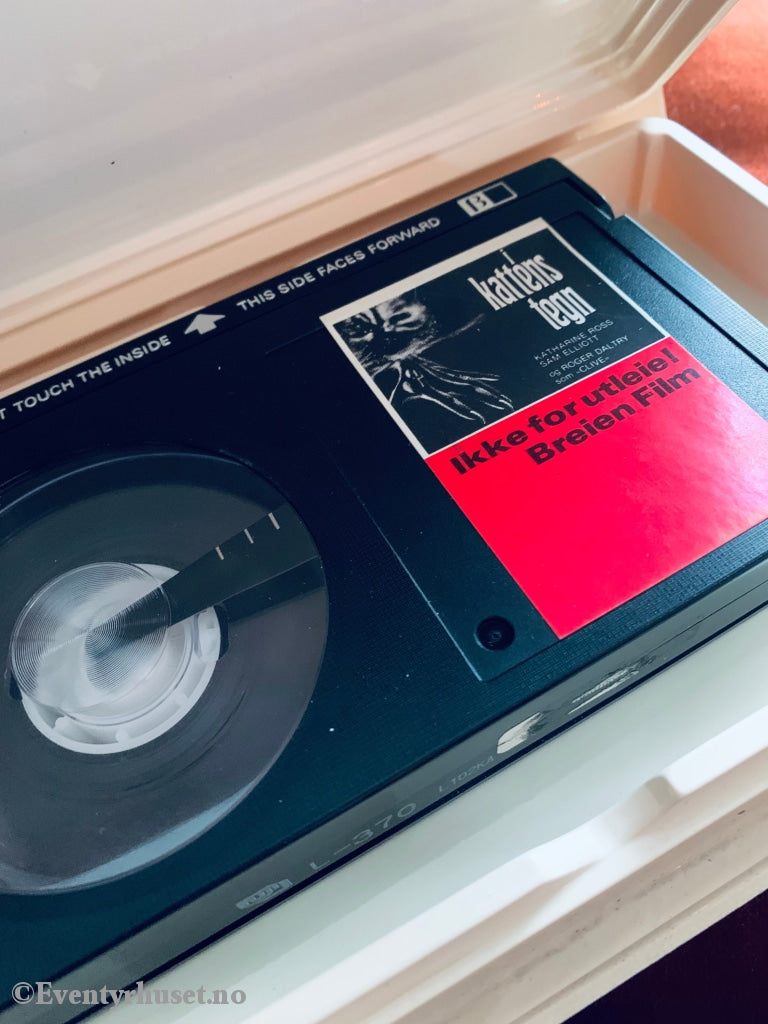 T TOUCH THE INSIDE
THIS SIDE FACES FORWARD
B
i
kattens
tegn
KATHARINE ROSS
SAM ELLIOTT
og ROGER DALTRY
som «CLIVE»
Ikke for utleie!
Breien Film
L-370
L102KA
©Eventyrhuset.no